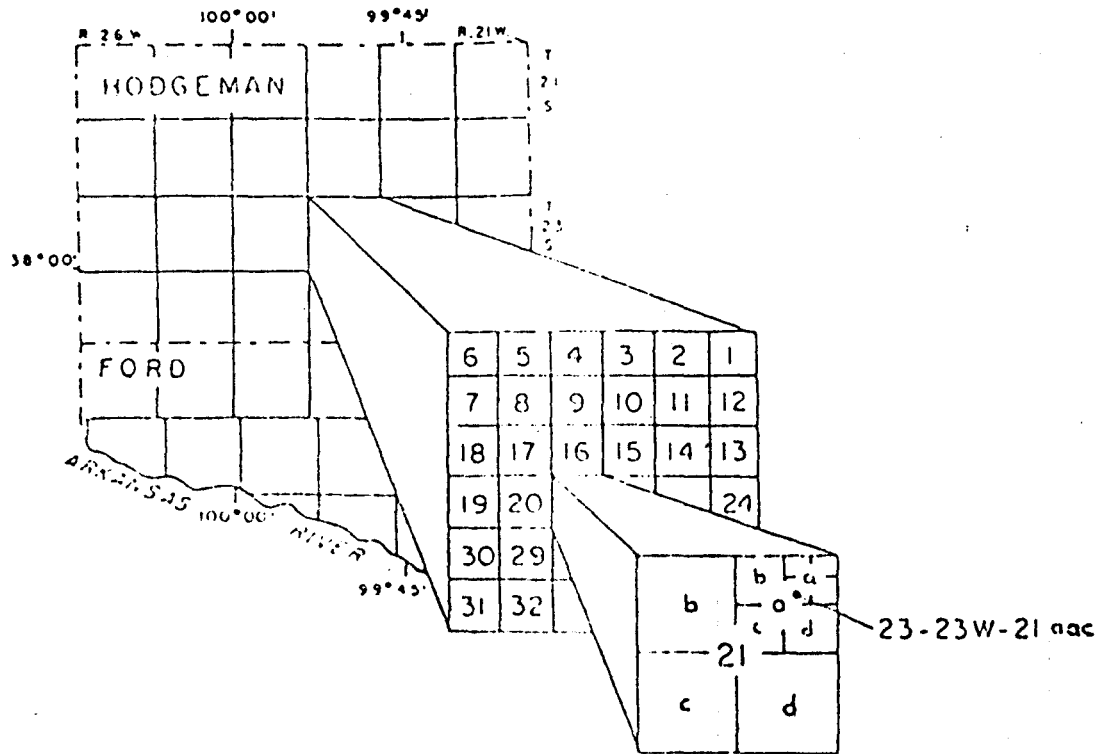 100°00' 99°45'
R.26W. R.21W.
T
21
S
HODGEMAN
T
23
S
38°00'
FORD
6 5 4 3 2 1
7 8 9 10 11 12
18 17 16 15 14 13
19 20 24
30 29
31 32
ARKANSAS RIVER
100°00'
99°45'
b b a
a
c d
21
c d
23-23W-21 aac